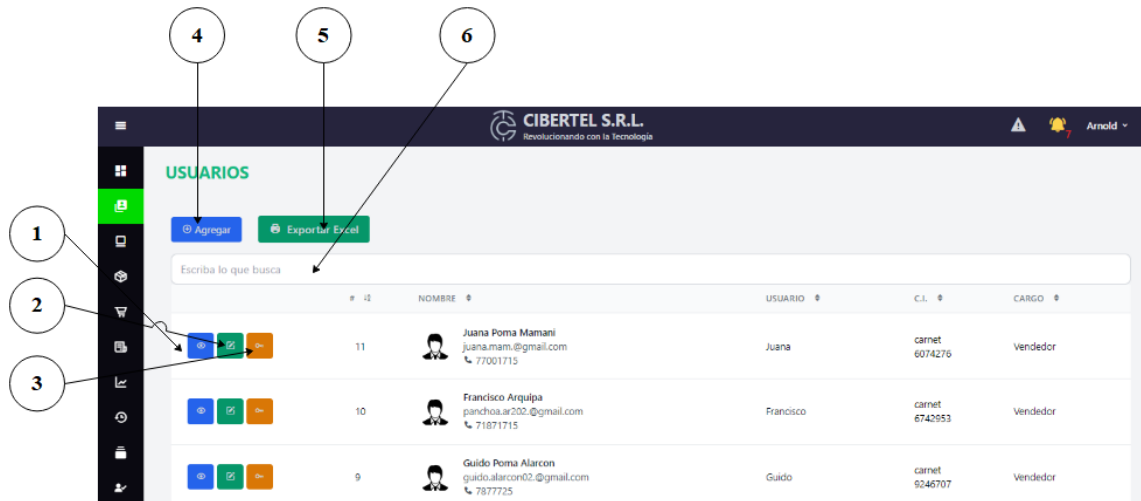 4 5 6
CIBERTEL S.R.L.
Revolucionando con la Tecnología
7 Arnold
USUARIOS
1
Agregar Exportar Excel
Escriba lo que busca
2
# NOMBRE USUARIO C.I. CARGO
3
Juana Poma Mamani
11 juana.mam.@gmail.com Juana carnet 6074276 Vendedor
77001715
Francisco Arquipa
10 panchoa.ar202.@gmail.com Francisco carnet 6742953 Vendedor
71871715
Guido Poma Alarcon
9 guido.alarcon02.@gmail.com Guido carnet 9246707 Vendedor
7877725